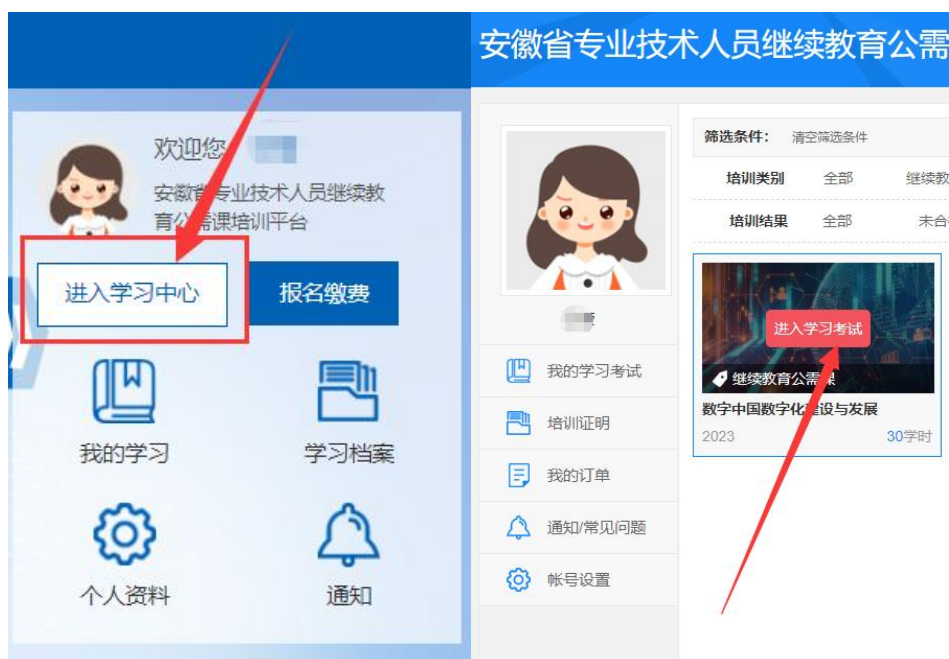 欢迎您
安徽省专业技术人员继续教
育公需课培训平台
进入学习中心
报名缴费
我的学习
学习档案
个人资料
通知
安徽省专业技术人员继续教育公需
我的学习考试
培训证明
我的订单
通知/常见问题
帐号设置
筛选条件： 清空筛选条件
培训类别 全部 继续教
培训结果 全部 未合
进入学习考试
继续教育公需课
数字中国数字化建设与发展
2023 30学时